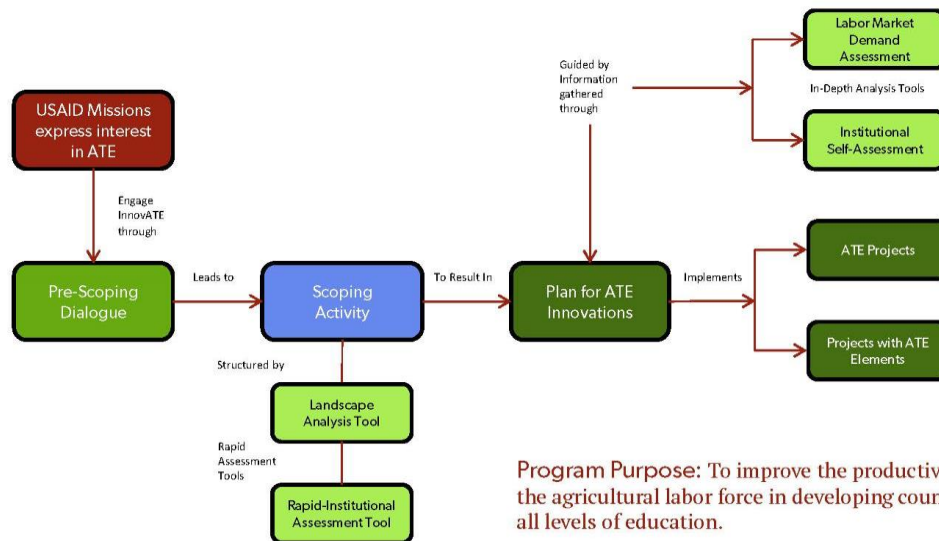 USAID Missions
express interest
in ATE
Engage
InnovATE
through
Pre-Scoping
Dialogue
Leads to
Scoping
Activity
Structured by
Landscape
Analysis Tool
Rapid
Assessment
Tools
Rapid-Institutional
Assessment Tool
To Result In
Plan for ATE
Innovations
Guided by
Information
gathered
through
Labor Market
Demand
Assessment
In-Depth Analysis Tools
Institutional
Self-Assessment
Implements
ATE Projects
Projects with ATE
Elements
Program Purpose: To improve the productiv
the agricultural labor force in developing coun
all levels of education.